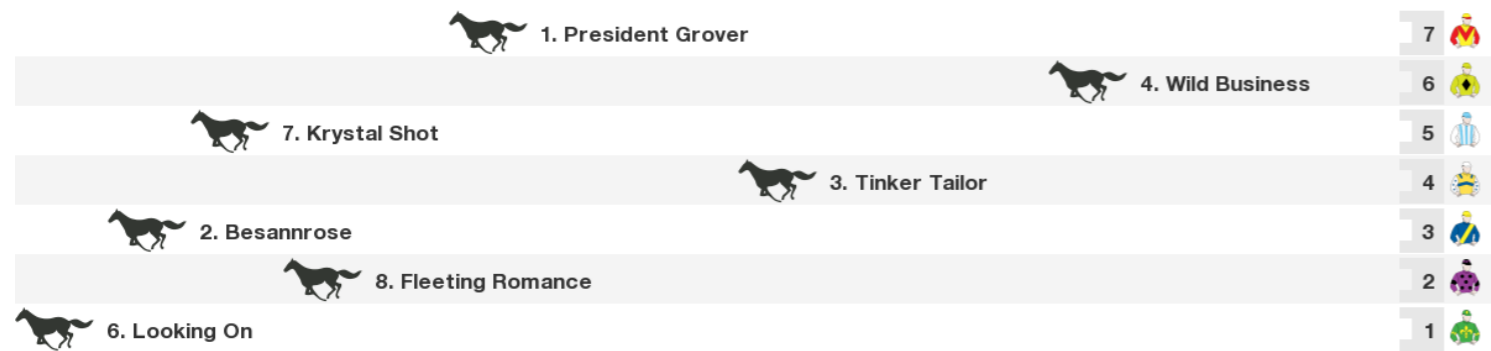 1. President Grover 7
4. Wild Business 6
7. Krystal Shot 5
3. Tinker Tailor 4
2. Besannrose 3
8. Fleeting Romance 2
6. Looking On 1